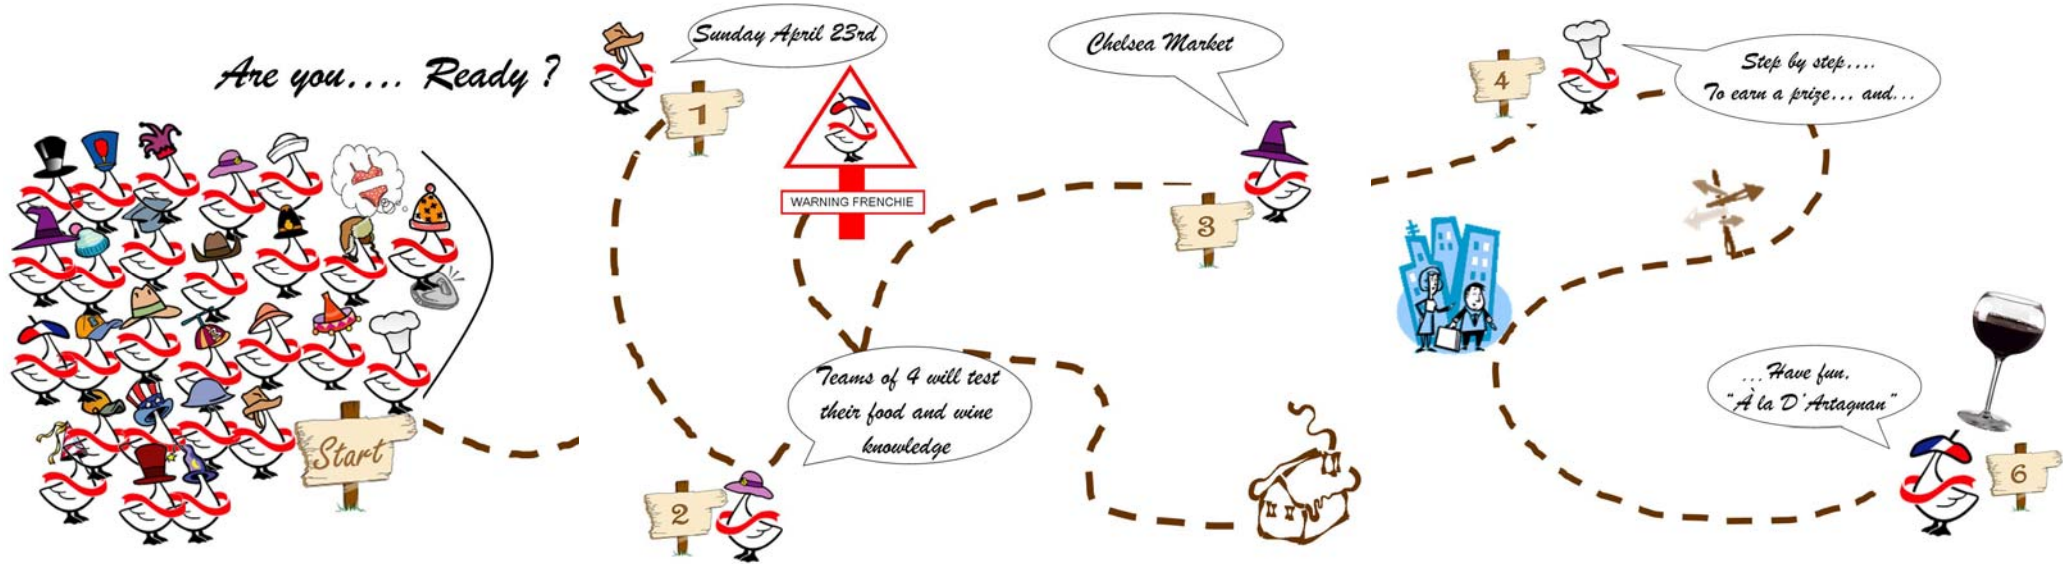 Are you.... Ready ?
Start
Sunday April 23rd
1
WARNING FRENCHIE
Teams of 4 will test
their food and wine
knowledge
2
Chelsea Market
3
4
Step by step....
To earn a prize... and...
...Have fun,
"À la D'Artagnan"
6